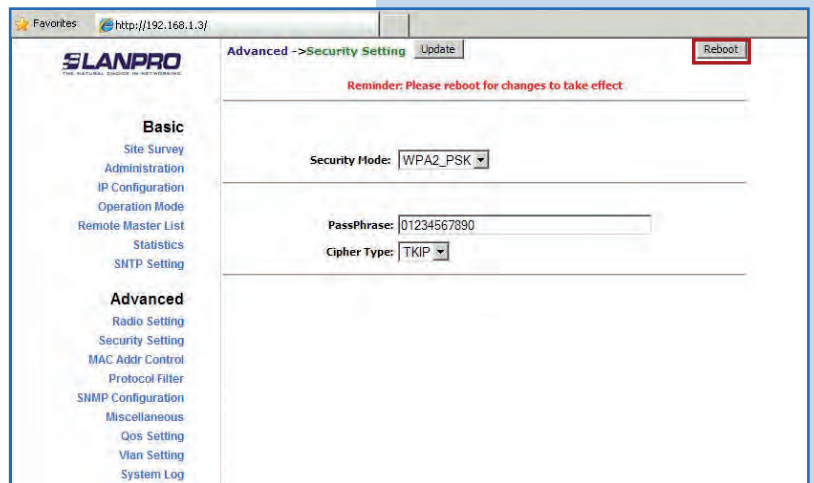 Favorites http://192.168.1.3/
LANPRO
THE NATURAL CHOICE IN NETWORKING
Advanced ->Security Setting Update Reboot
Reminder: Please reboot for changes to take effect
Basic
Site Survey
Administration
IP Configuration
Operation Mode
Remote Master List
Statistics
SNTP Setting
Advanced
Radio Setting
Security Setting
MAC Addr Control
Protocol Filter
SNMP Configuration
Miscellaneous
Qos Setting
Vlan Setting
System Log
Security Mode: WPA2_PSK
PassPhrase: 01234567890
Cipher Type: TKIP